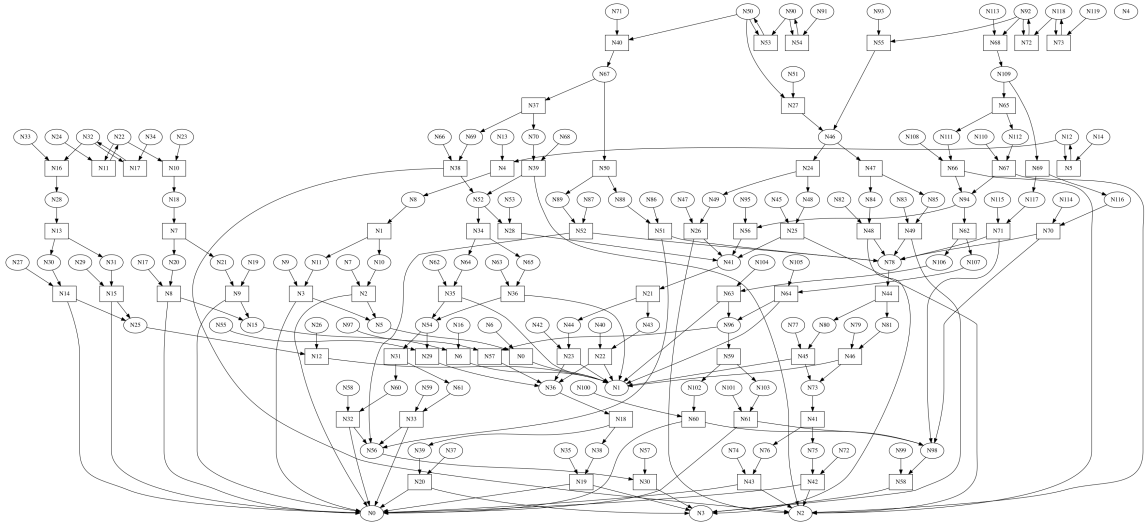 N71 N50 N90 N91 N93 N113 N92 N118 N119 N4
N40 N53 N54 N55 N68 N72 N73
N67 N51 N109
N37 N27 N65
N33 N24 N32 N22 N34 N23 N66 N69 N13 N70 N68 N46 N108 N111 N110 N112 N12 N14
N16 N11 N17 N10 N38 N4 N39 N50 N24 N47 N66 N67 N69 N5
N28 N18 N8 N52 N53 N89 N87 N88 N86 N47 N49 N95 N45 N48 N82 N84 N83 N85 N94 N115 N117 N116 N114
N13 N7 N1 N34 N28 N52 N51 N26 N56 N25 N48 N49 N62 N71 N70
N27 N30 N29 N31 N17 N20 N21 N19 N9 N11 N7 N10 N62 N64 N63 N65 N41 N104 N105 N78 N106 N107
N14 N15 N8 N9 N3 N2 N35 N36 N21 N63 N64 N44
N25 N55 N15 N26 N97 N5 N54 N16 N6 N42 N44 N40 N43 N96 N77 N80 N79 N81
N12 N31 N29 N6 N57 N0 N23 N22 N59 N45 N46
N58 N60 N59 N61 N36 N100 N1 N102 N101 N103 N73
N32 N33 N18 N60 N61 N41
N56 N39 N37 N35 N38 N57 N74 N76 N75 N72 N98 N99
N20 N19 N30 N43 N42 N58
N0 N3 N2